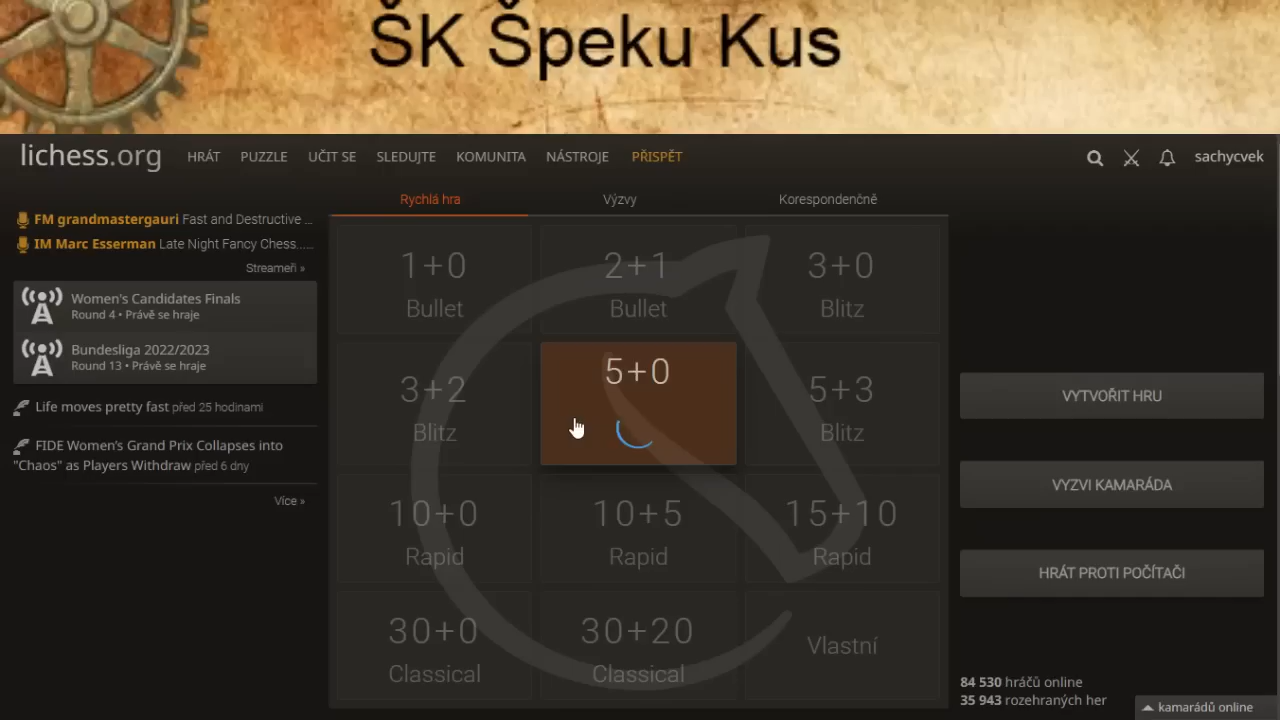 ŠK Špeku Kus
lichess.org HRÁT PUZZLE UČIT SE SLEDUJTE KOMUNITA NÁSTROJE PŘISPĚT sachycvek
Rychlá hra Výzvy Korespondenčně
FM grandmastergauri Fast and Destructive ...
IM Marc Esserman Late Night Fancy Chess......
Streameři »
Women's Candidates Finals
Round 4 • Právě se hraje
Bundesliga 2022/2023
Round 13 • Právě se hraje
Life moves pretty fast před 25 hodinami
FIDE Women's Grand Prix Collapses into
"Chaos" as Players Withdraw před 6 dny
Více »
1+0
Bullet
2+1
Bullet
3+0
Blitz
3+2
Blitz
5+0
5+3
Blitz
10+0
Rapid
10+5
Rapid
15+10
Rapid
30+0
Classical
30+20
Classical
Vlastní
VYTVOŘIT HRU
VYZVI KAMARÁDA
HRÁT PROTI POČÍTAČI
84 530 hráčů online
35 943 rozehraných her
kamarádů online